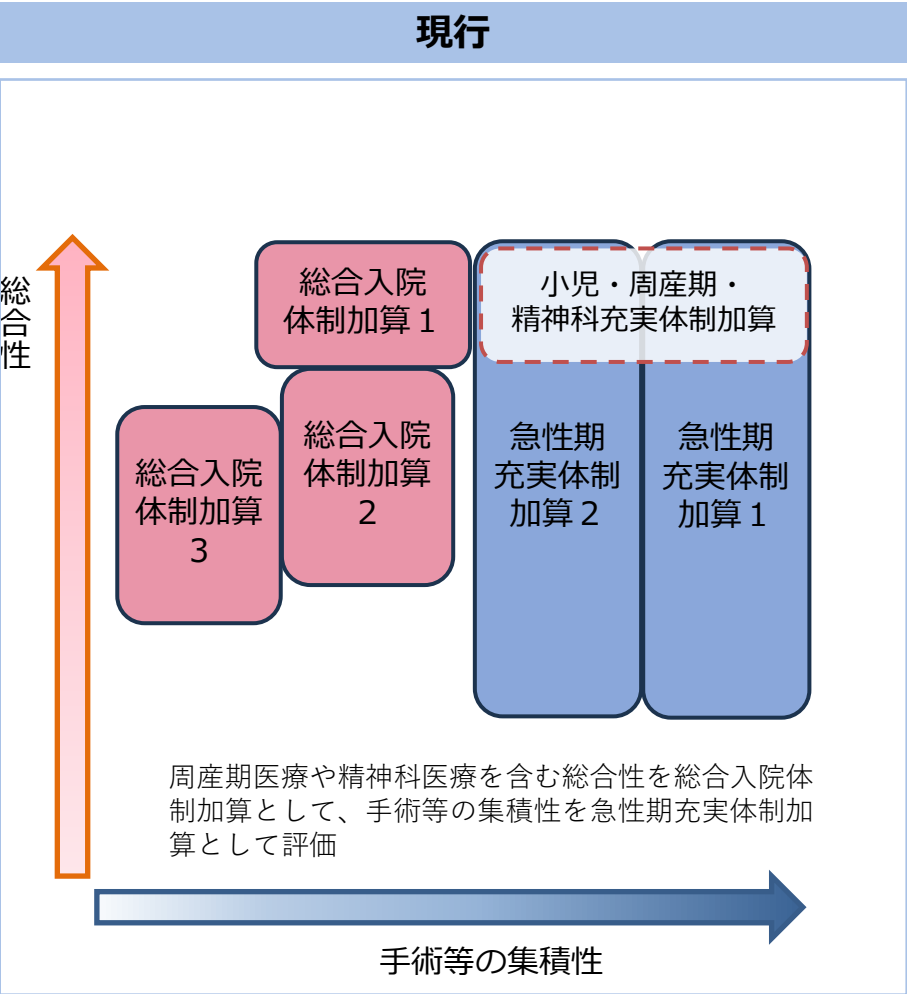 現行
総合性
総合入院
体制加算１
小児・周産期・
精神科充実体制加算
総合入院
体制加算
２
総合入院
体制加算
３
急性期
充実体制
加算２
急性期
充実体制
加算１
周産期医療や精神科医療を含む総合性を総合入院体
制加算として、手術等の集積性を急性期充実体制加
算として評価
手術等の集積性